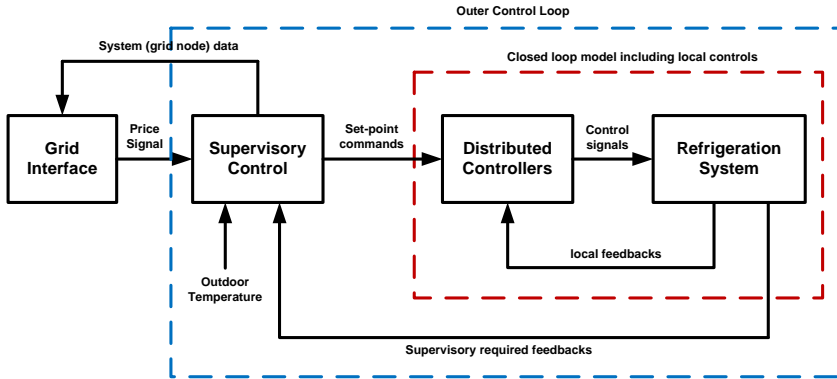 Outer Control Loop
System (grid node) data
Closed loop model including local controls
Grid
Interface
Price
Signal
Supervisory
Control
Set-point
commands
Distributed
Controllers
Control
signals
Refrigeration
System
local feedbacks
Outdoor
Temperature
Supervisory required feedbacks